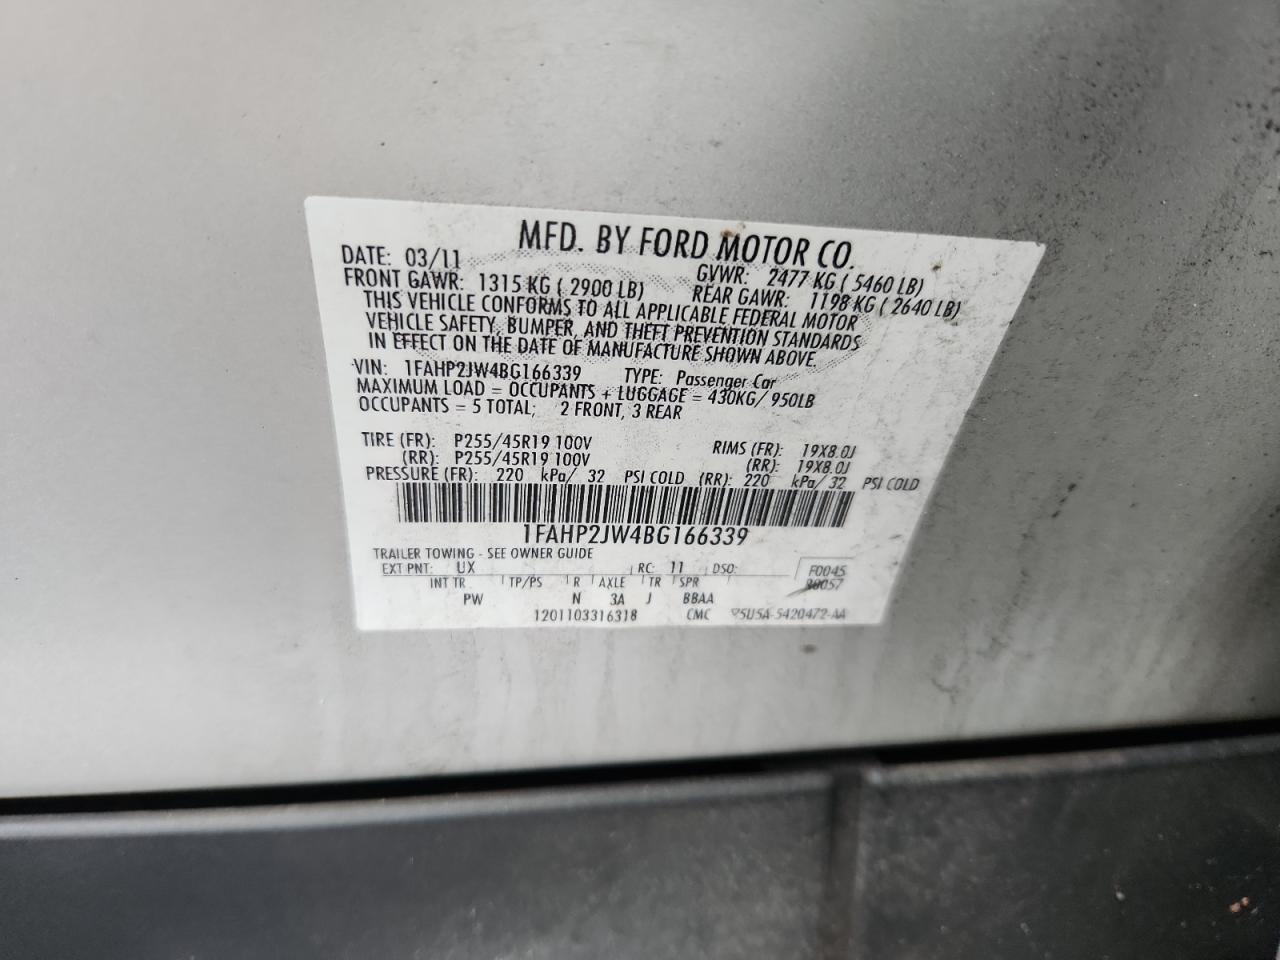 MFD. BY FORD MOTOR CO.
DATE: 03/11 GVWR: 2477 KG ( 5460 LB)
FRONT GAWR: 1315 KG ( 2900 LB) REAR GAWR: 1198 KG ( 2640 LB)
THIS VEHICLE CONFORMS TO ALL APPLICABLE FEDERAL MOTOR
VEHICLE SAFETY, BUMPER, AND THEFT PREVENTION STANDARDS
IN EFFECT ON THE DATE OF MANUFACTURE SHOWN ABOVE.
VIN: 1FAHP2JW4BG166339 TYPE: Passenger Car
MAXIMUM LOAD = OCCUPANTS + LUGGAGE = 430KG/ 950LB
OCCUPANTS = 5 TOTAL; 2 FRONT, 3 REAR
TIRE (FR): P255/45R19 100V RIMS (FR): 19X8.0J
(RR): P255/45R19 100V (RR): 19X8.0J
PRESSURE (FR): 220 kPa/ 32 PSI COLD (RR): 220 kPa/ 32 PSI COLD
1FAHP2JW4BG166339
TRAILER TOWING - SEE OWNER GUIDE
EXT PNT: UX RC: 11 DSO: F0045
INT TR TP/PS R AXLE TR SPR R0057
PW N 3A J BBAA
1201103316318 CMC 5U5A-5420472-AA